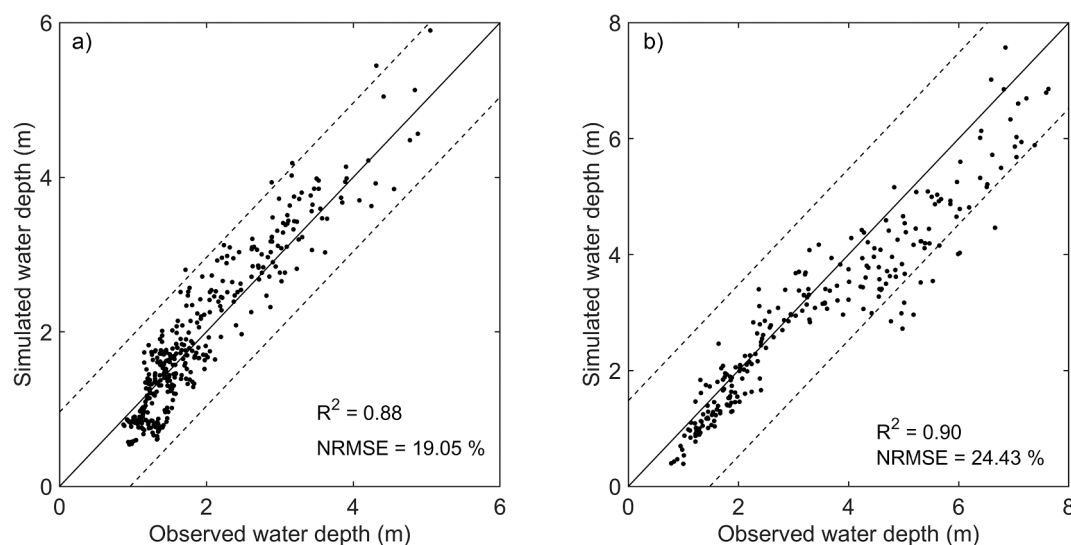 a)
6
4
2
0
Simulated water depth (m)
R² = 0.88
NRMSE = 19.05 %
0 2 4 6
Observed water depth (m)
b)
8
6
4
2
0
Simulated water depth (m)
R² = 0.90
NRMSE = 24.43 %
0 2 4 6 8
Observed water depth (m)